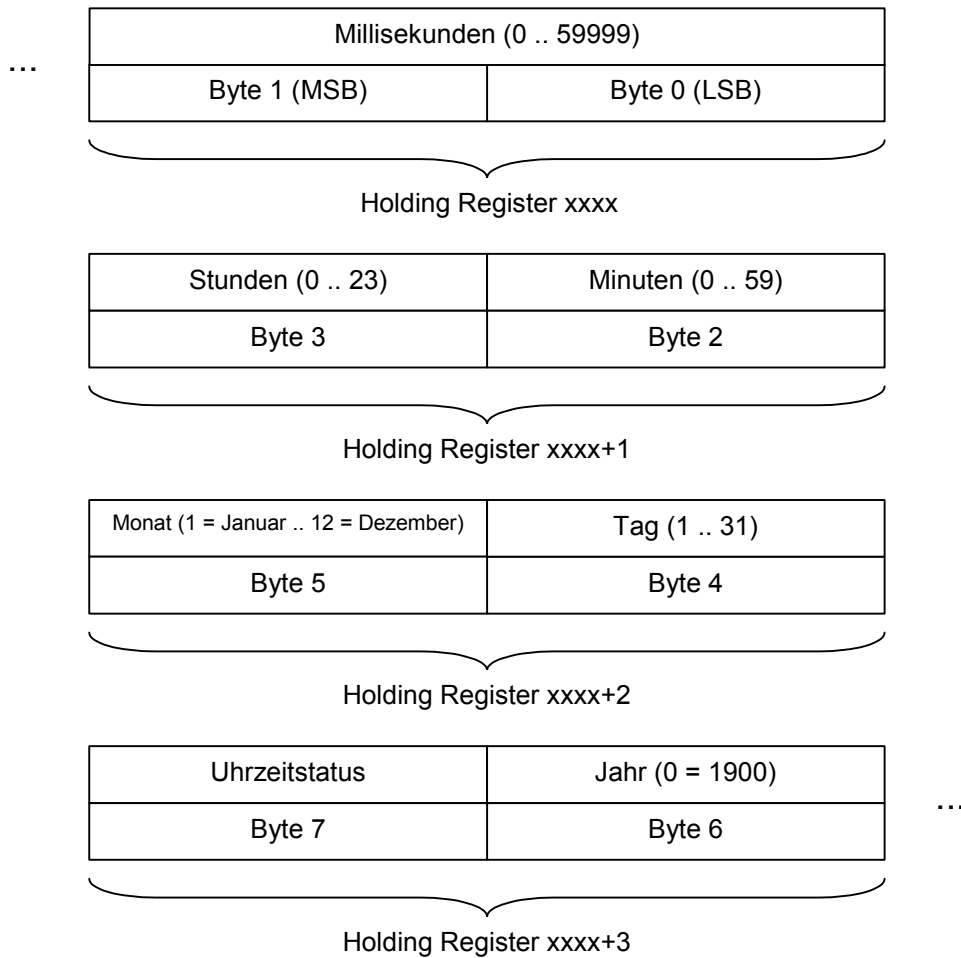 Millisekunden (0 .. 59999)
...
Byte 1 (MSB) Byte 0 (LSB)
Holding Register xxxx
Stunden (0 .. 23) Minuten (0 .. 59)
Byte 3 Byte 2
Holding Register xxxx+1
Monat (1 = Januar .. 12 = Dezember) Tag (1 .. 31)
Byte 5 Byte 4
Holding Register xxxx+2
Uhrzeitstatus Jahr (0 = 1900)
...
Byte 7 Byte 6
Holding Register xxxx+3